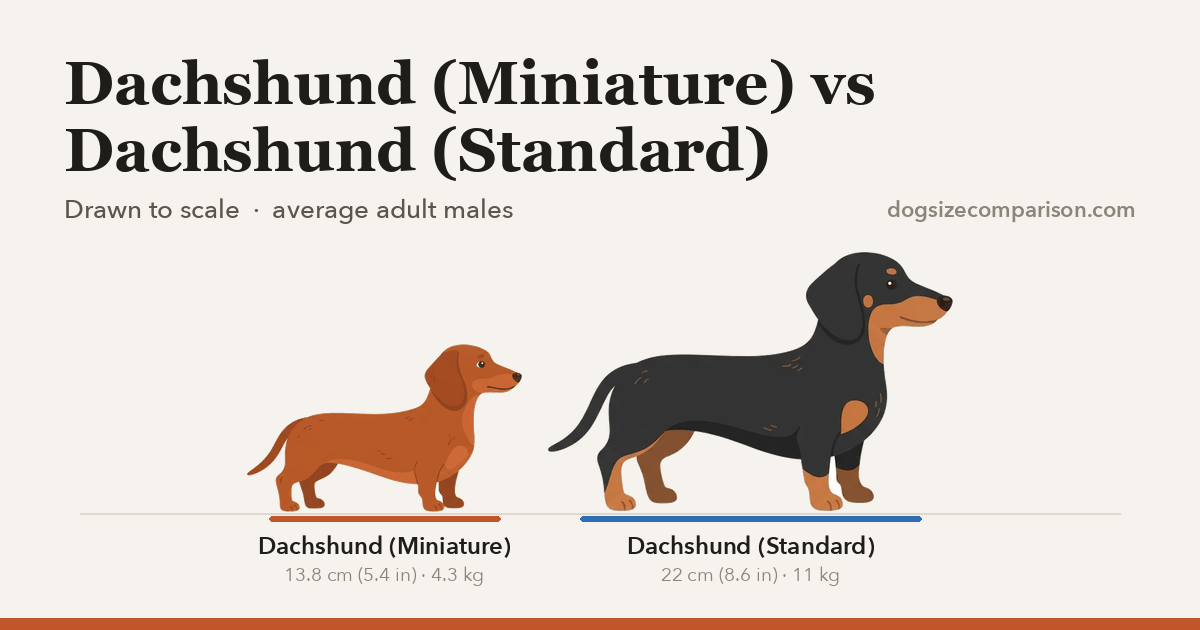 Dachshund (Miniature) vs
Dachshund (Standard)
Drawn to scale · average adult males
dogsizecomparison.com
Dachshund (Miniature)
13.8 cm (5.4 in) · 4.3 kg
Dachshund (Standard)
22 cm (8.6 in) · 11 kg